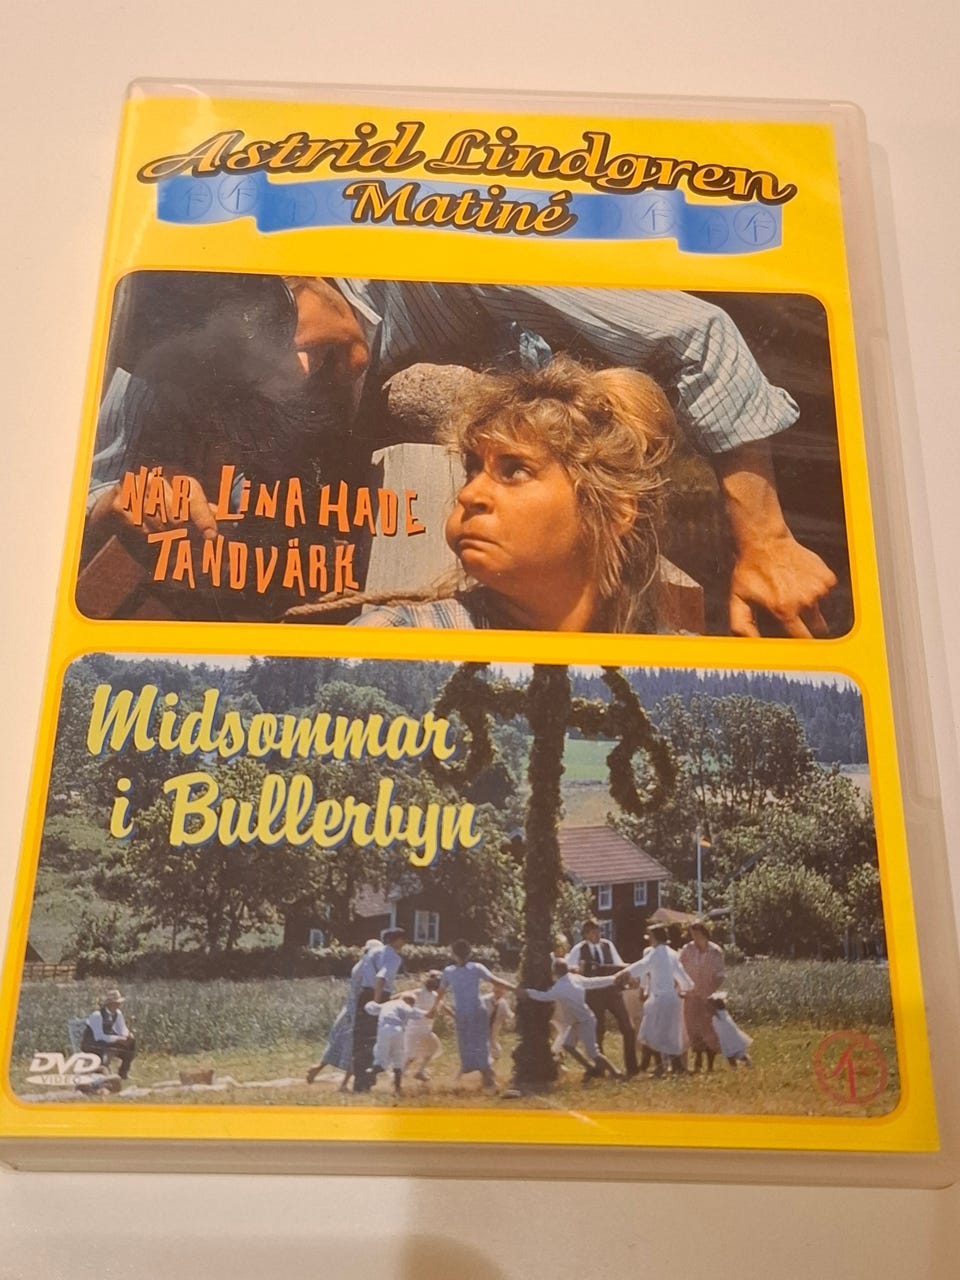 Astrid Lindgren
Matiné
NÄR LiNA HADE
TANDVÄRK
Midsommar
i Bullerbyn
DVD
VIDEO